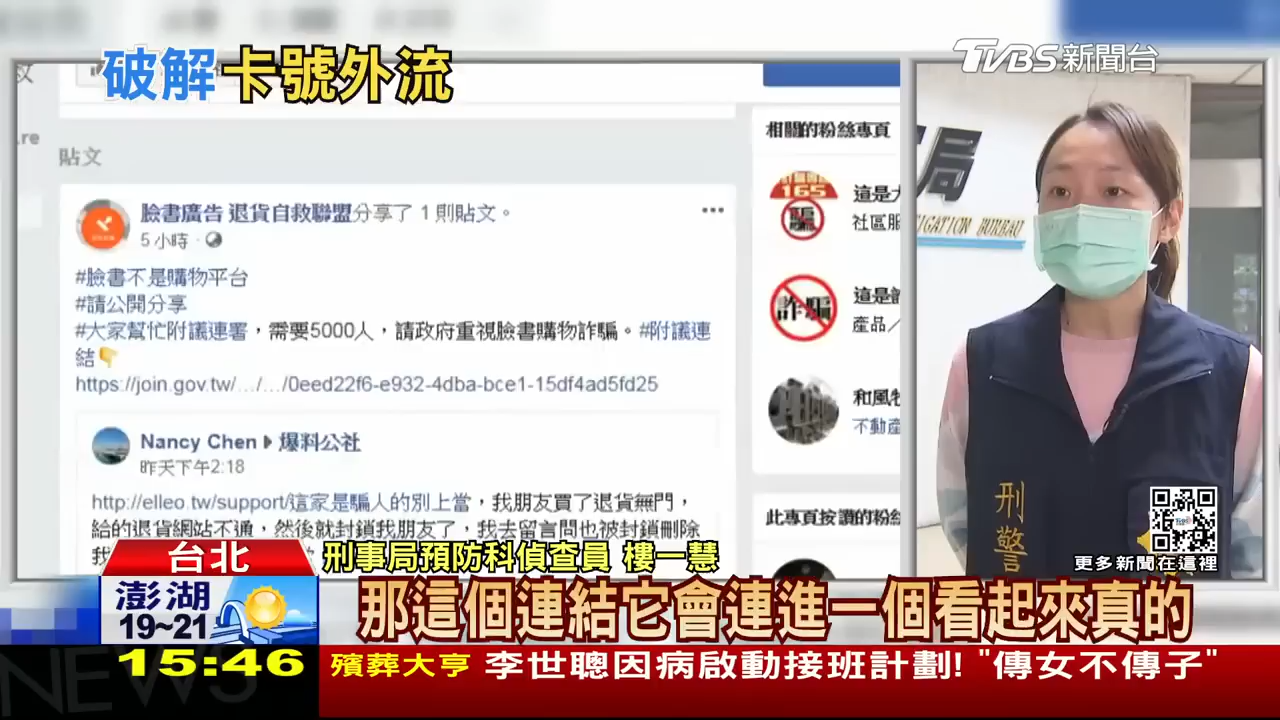 破解 卡號外流
TVBS新聞台
貼文
臉書廣告 退貨自救聯盟分享了 1 則貼文。
5 小時
#臉書不是購物平台
#請公開分享
#大家幫忙附議連署，需要5000人，請政府重視臉書購物詐騙。#附議連
結👇
https://join.gov.tw/.../.../0eed22f6-e932-4dba-bce1-15df4ad5fd25
Nancy Chen ▶ 爆料公社
昨天下午2:18
http://elleo.tw/support/這家是騙人的別上當，我朋友買了退貨無門，
給的退貨網站不通，然後就封鎖我朋友了，我去留言問也被封鎖刪除
相關的粉絲專頁
165
這是
社區服
詐騙
這是
產品／
和風
不動產
此專頁按讚的粉絲
局
IGATION BUREAU
刑警
更多新聞在這裡
台北
刑事局預防科偵查員 樓一慧
澎湖
19~21
那這個連結它會連進一個看起來真的
15:46
殯葬大亨 李世聰因病啟動接班計劃! "傳女不傳子"
NEWS